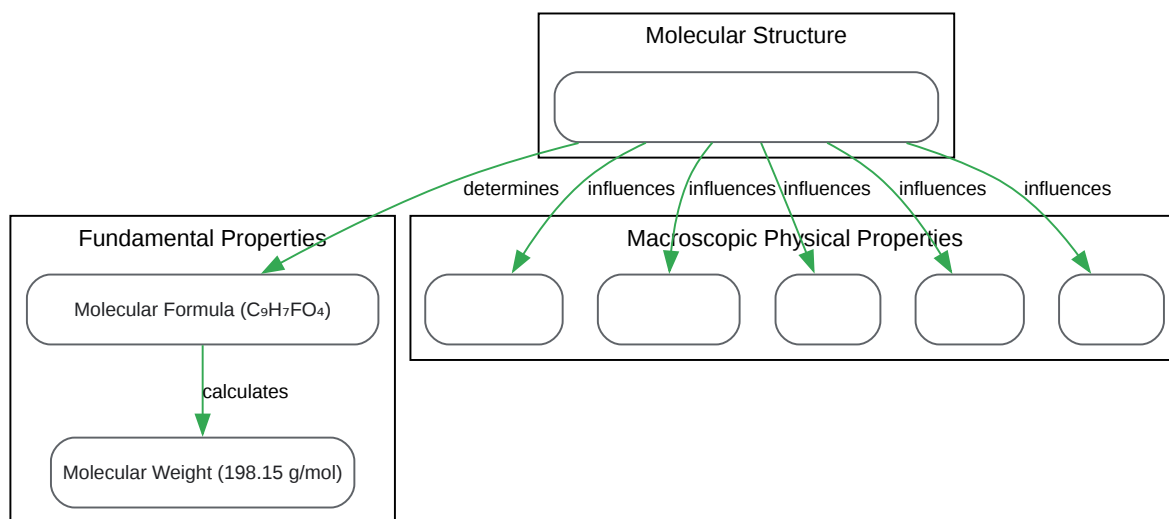 Molecular Structure
determines
influences
influences
influences
influences
influences
Fundamental Properties
Macroscopic Physical Properties
Molecular Formula (C₉H₇FO₄)
calculates
Molecular Weight (198.15 g/mol)